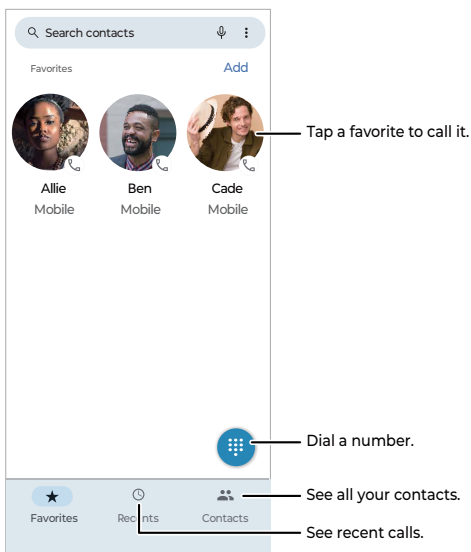 Search contacts
Favorites Add
Tap a favorite to call it.
Allie Ben Cade
Mobile Mobile Mobile
Dial a number.
See all your contacts.
Favorites Recents Contacts
See recent calls.